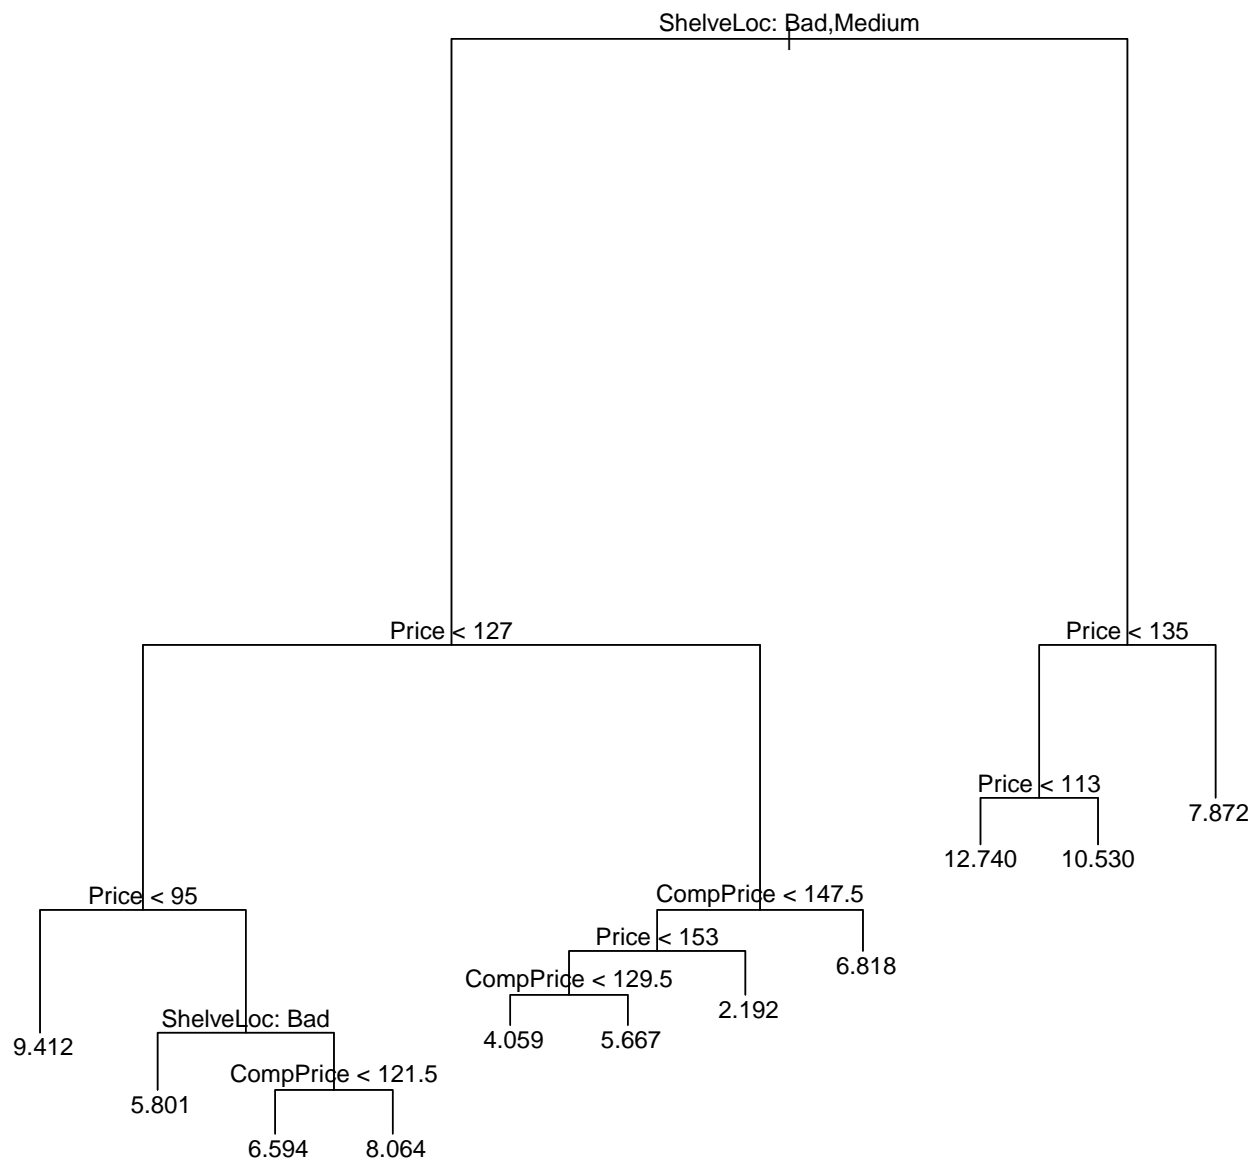 ShelveLoc: Bad,Medium
Price < 127
Price < 135
Price < 113
7.872
12.740
10.530
Price < 95
CompPrice < 147.5
Price < 153
6.818
CompPrice < 129.5
2.192
ShelveLoc: Bad
9.412
4.059
5.667
CompPrice < 121.5
5.801
6.594
8.064